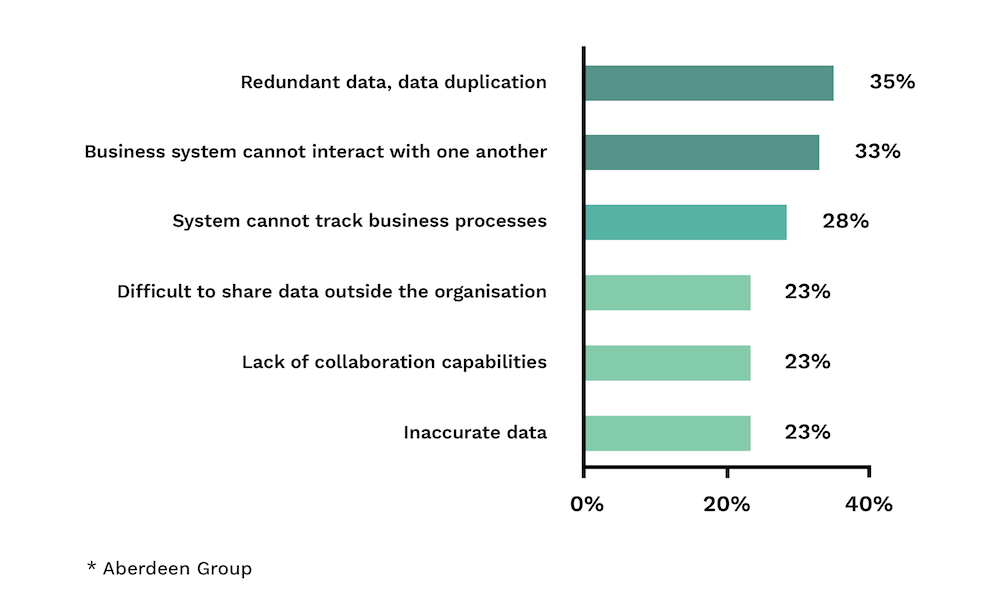 Redundant data, data duplication 35%
Business system cannot interact with one another 33%
System cannot track business processes 28%
Difficult to share data outside the organisation 23%
Lack of collaboration capabilities 23%
Inaccurate data 23%
0% 20% 40%
* Aberdeen Group